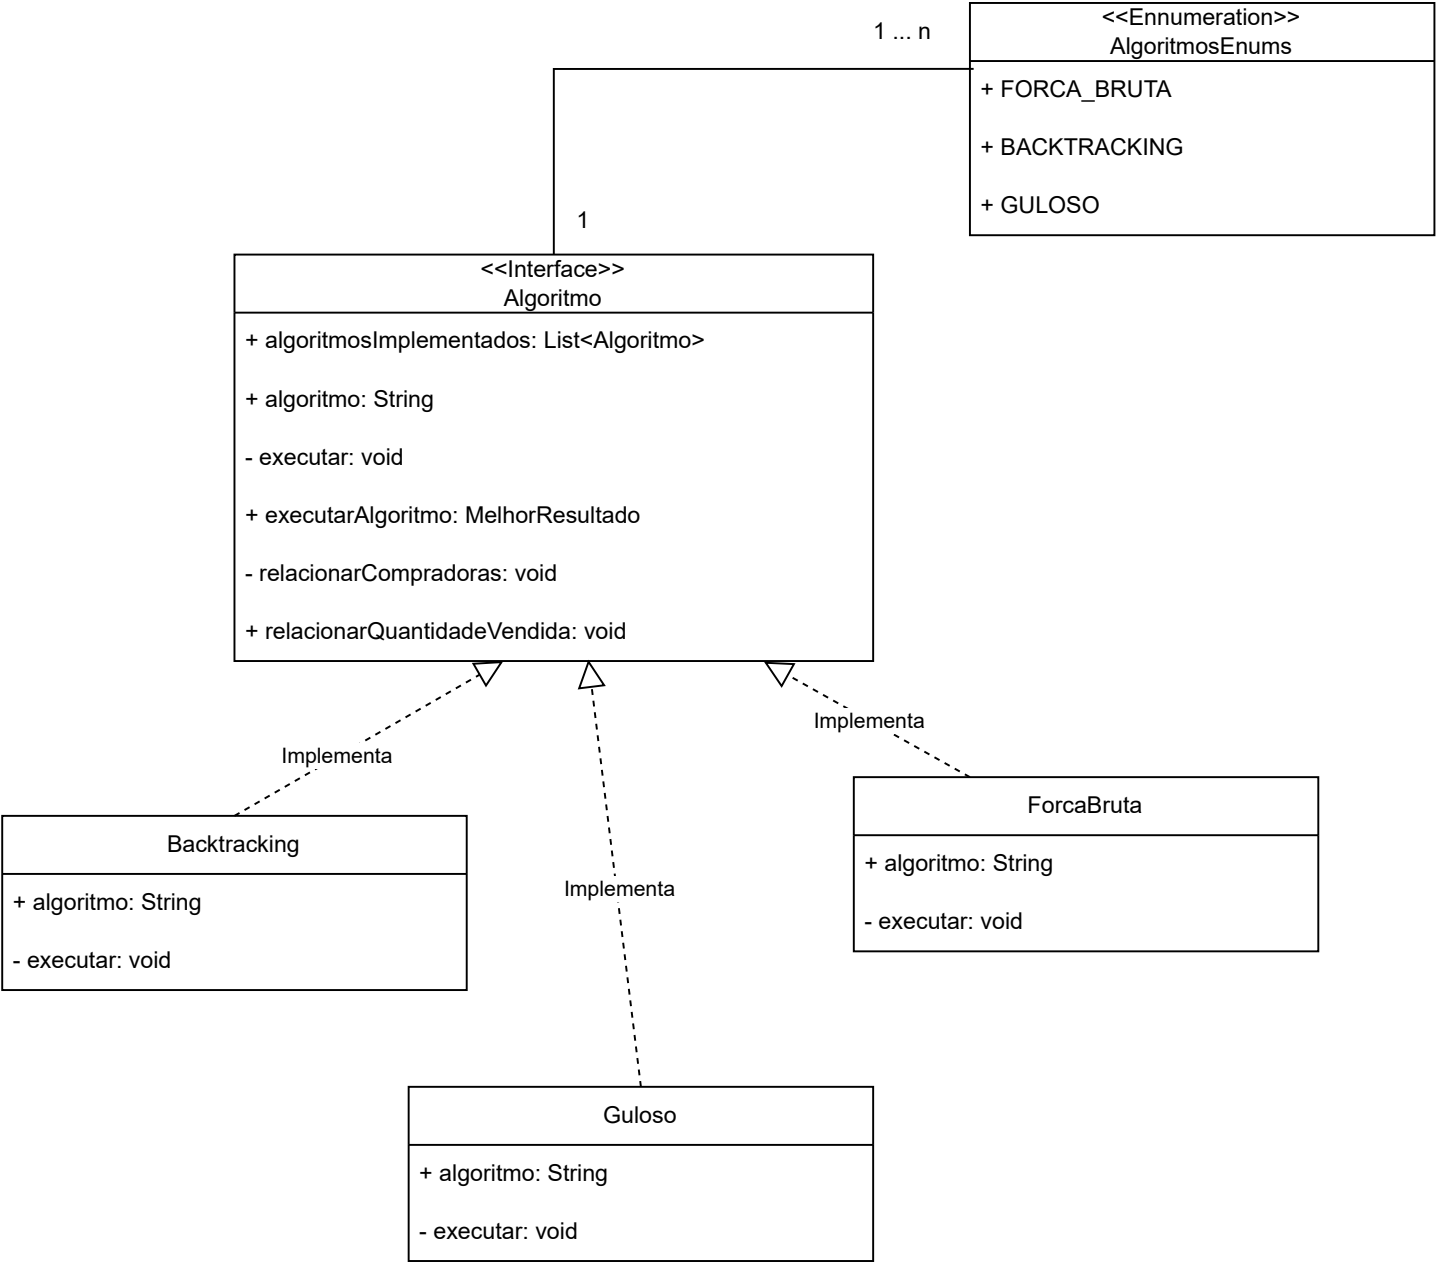 1 ... n
<<Ennumeration>>
AlgoritmosEnums
+ FORCA_BRUTA
+ BACKTRACKING
+ GULOSO
1
<<Interface>>
Algoritmo
+ algoritmosImplementados: List<Algoritmo>
+ algoritmo: String
- executar: void
+ executarAlgoritmo: MelhorResultado
- relacionarCompradoras: void
+ relacionarQuantidadeVendida: void
Implementa
Implementa
Implementa
Backtracking
+ algoritmo: String
- executar: void
ForcaBruta
+ algoritmo: String
- executar: void
Guloso
+ algoritmo: String
- executar: void